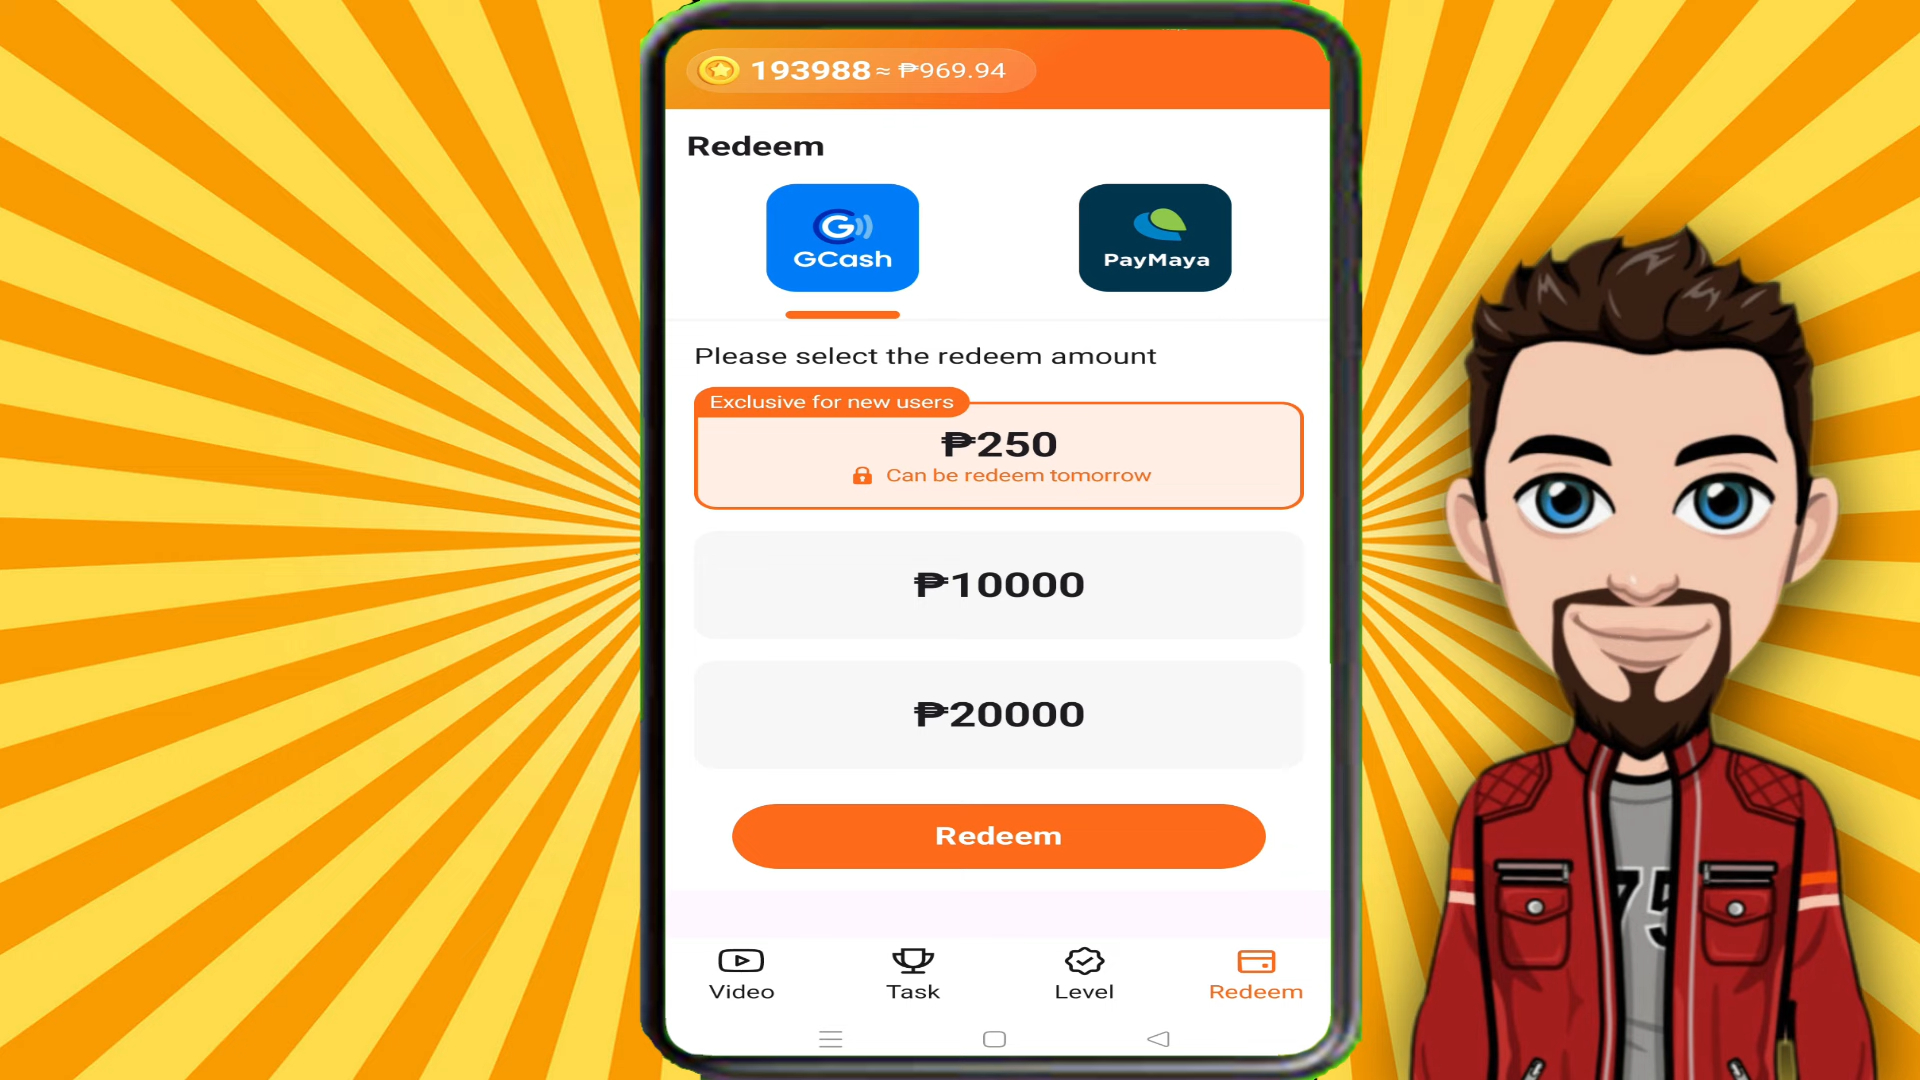 193988 ≈ ₱969.94
Redeem
GCash
PayMaya
Please select the redeem amount
Exclusive for new users
₱250
Can be redeem tomorrow
₱10000
₱20000
Redeem
75
Video
Task
Level
Redeem